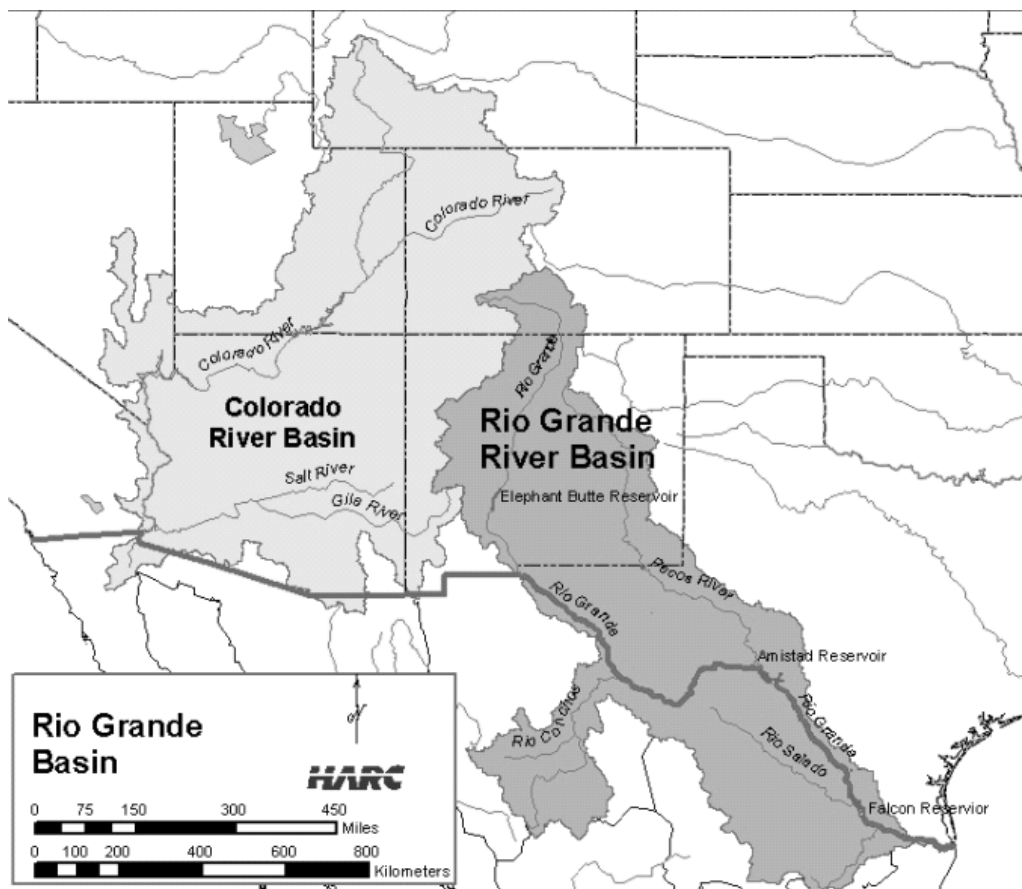 Colorado River
Colorado River
Rio Grande
Colorado
River Basin
Rio Grande
River Basin
Salt River
Elephant Butte Reservoir
Gila River
Pecos River
Rio Grande
Amistad Reservoir
Rio Conchos
Rio Grande
Rio Salado
Falcon Reservior
Rio Grande
Basin
HARC
0 75 150 300 450
Miles
0 100 200 400 600 800
Kilometers